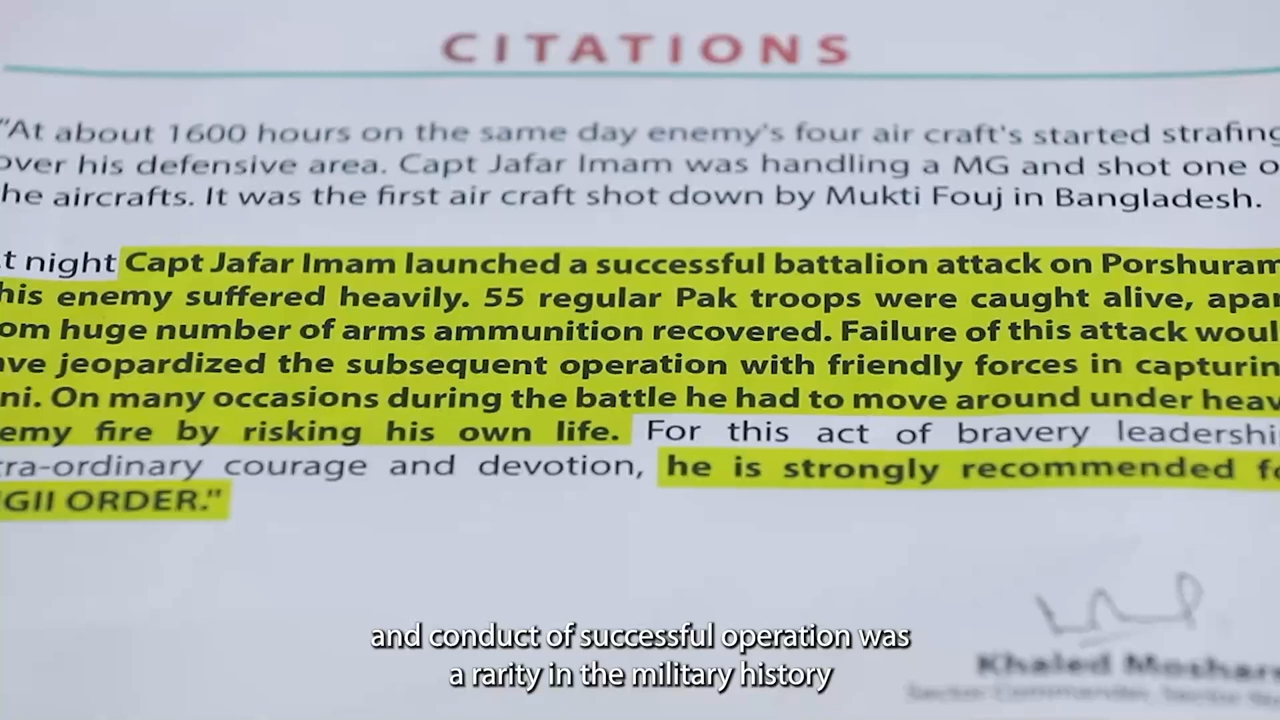 CITATIONS
"At about 1600 hours on the same day enemy's four air craft's started strafing
over his defensive area. Capt Jafar Imam was handling a MG and shot one o
he aircrafts. It was the first air craft shot down by Mukti Fouj in Bangladesh.
t night Capt Jafar Imam launched a successful battalion attack on Porshuram
his enemy suffered heavily. 55 regular Pak troops were caught alive, apar
om huge number of arms ammunition recovered. Failure of this attack woul
ave jeopardized the subsequent operation with friendly forces in capturin
ni. On many occasions during the battle he had to move around under heav
emy fire by risking his own life. For this act of bravery leadershi
ra-ordinary courage and devotion, he is strongly recommended fo
GII ORDER."
Khaled Moshar
Sector Commander, Sector No
and conduct of successful operation was
a rarity in the military history